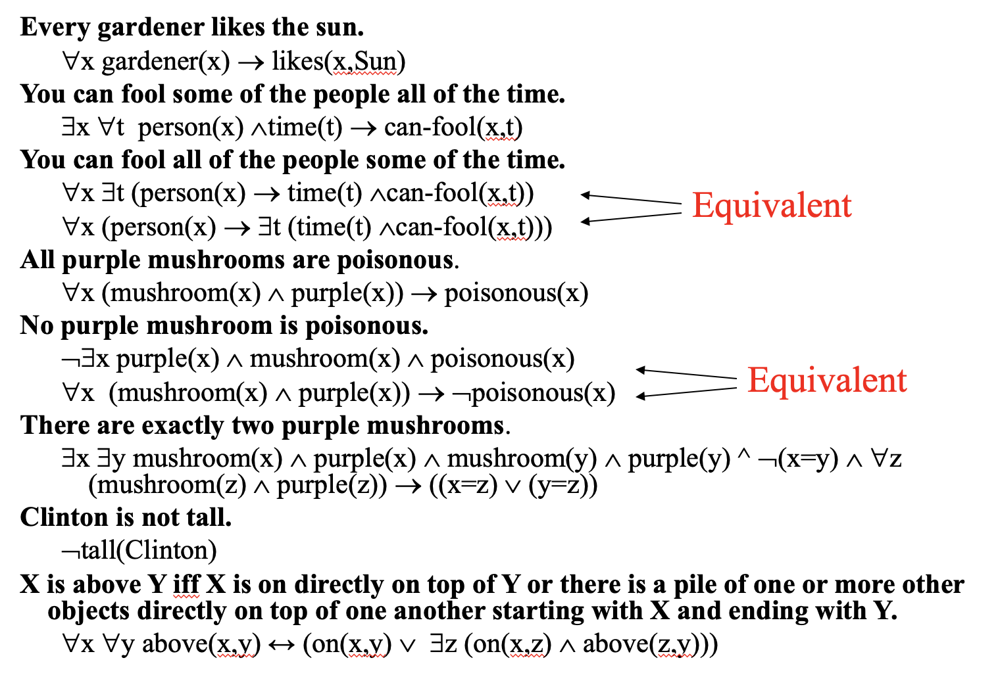 Every gardener likes the sun.
∀x gardener(x) → likes(x,Sun)
You can fool some of the people all of the time.
∃x ∀t person(x) ∧time(t) → can-fool(x,t)
You can fool all of the people some of the time.
∀x ∃t (person(x) → time(t) ∧can-fool(x,t))
∀x (person(x) → ∃t (time(t) ∧can-fool(x,t)))
Equivalent
All purple mushrooms are poisonous.
∀x (mushroom(x) ∧ purple(x)) → poisonous(x)
No purple mushroom is poisonous.
¬∃x purple(x) ∧ mushroom(x) ∧ poisonous(x)
∀x (mushroom(x) ∧ purple(x)) → ¬poisonous(x)
Equivalent
There are exactly two purple mushrooms.
∃x ∃y mushroom(x) ∧ purple(x) ∧ mushroom(y) ∧ purple(y) ^ ¬(x=y) ∧ ∀z
(mushroom(z) ∧ purple(z)) → ((x=z) ∨ (y=z))
Clinton is not tall.
¬tall(Clinton)
X is above Y iff X is on directly on top of Y or there is a pile of one or more other
objects directly on top of one another starting with X and ending with Y.
∀x ∀y above(x,y) ↔ (on(x,y) ∨ ∃z (on(x,z) ∧ above(z,y)))